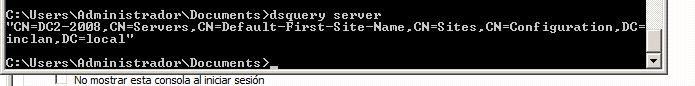 C:\Users\Administrador\Documents>dsquery server
"CN=DC2-2008,CN=Servers,CN=Default-First-Site-Name,CN=Sites,CN=Configuration,DC=
inclan,DC=local"
C:\Users\Administrador\Documents>_
No mostrar esta consola al iniciar sesión